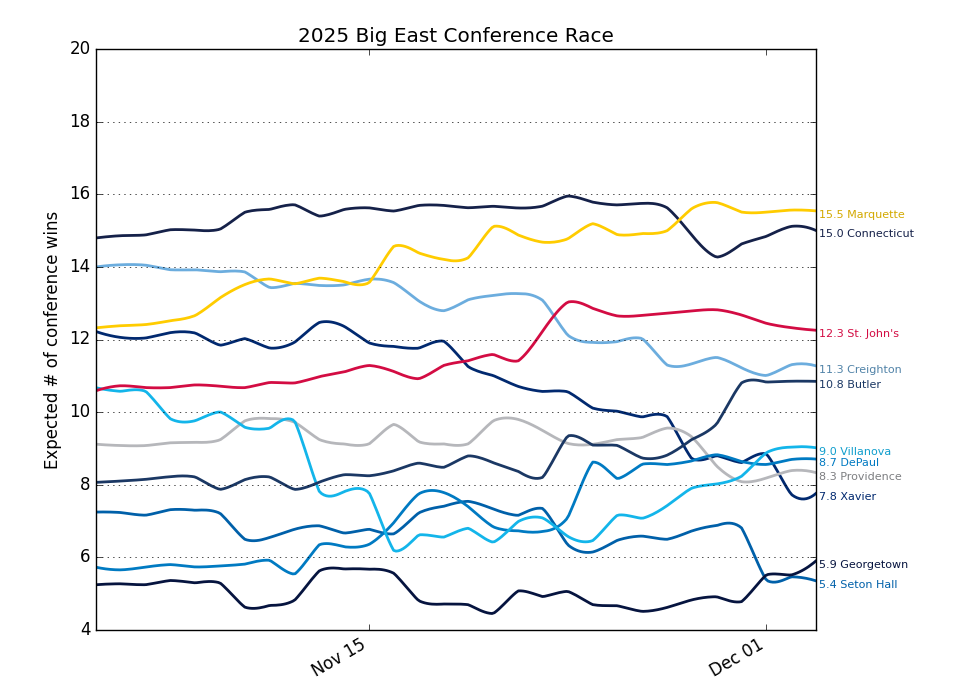 2025 Big East Conference Race
Expected # of conference wins
20
18
16
14
12
10
8
6
4
Nov 15
Dec 01
15.5 Marquette
15.0 Connecticut
12.3 St. John's
11.3 Creighton
10.8 Butler
9.0 Villanova
8.7 DePaul
8.3 Providence
7.8 Xavier
5.9 Georgetown
5.4 Seton Hall